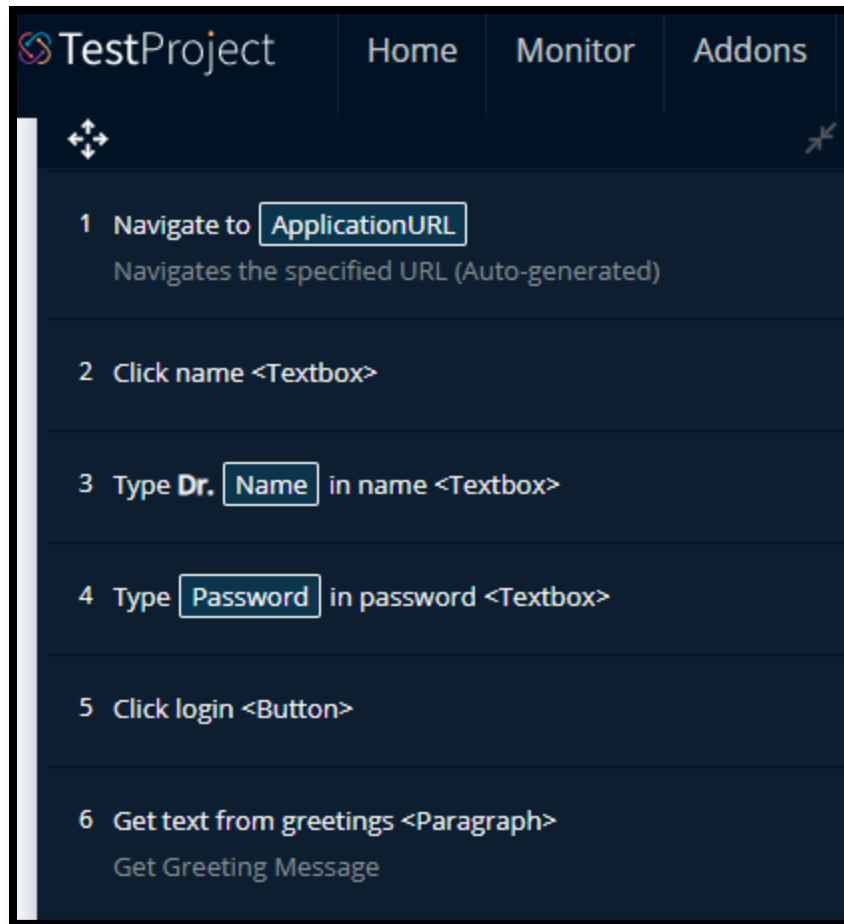 TestProject Home Monitor Addons
1 Navigate to ApplicationURL
Navigates the specified URL (Auto-generated)
2 Click name <Textbox>
3 Type Dr. Name in name <Textbox>
4 Type Password in password <Textbox>
5 Click login <Button>
6 Get text from greetings <Paragraph>
Get Greeting Message